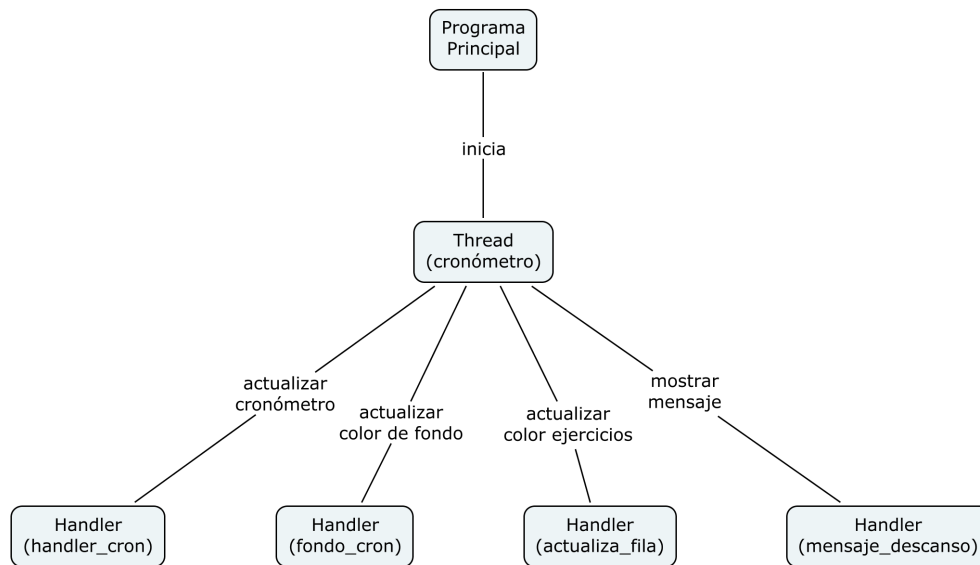 Programa
Principal
inicia
Thread
(cronómetro)
actualizar
cronómetro
actualizar
color de fondo
actualizar
color ejercicios
mostrar
mensaje
Handler
(handler_cron)
Handler
(fondo_cron)
Handler
(actualiza_fila)
Handler
(mensaje_descanso)